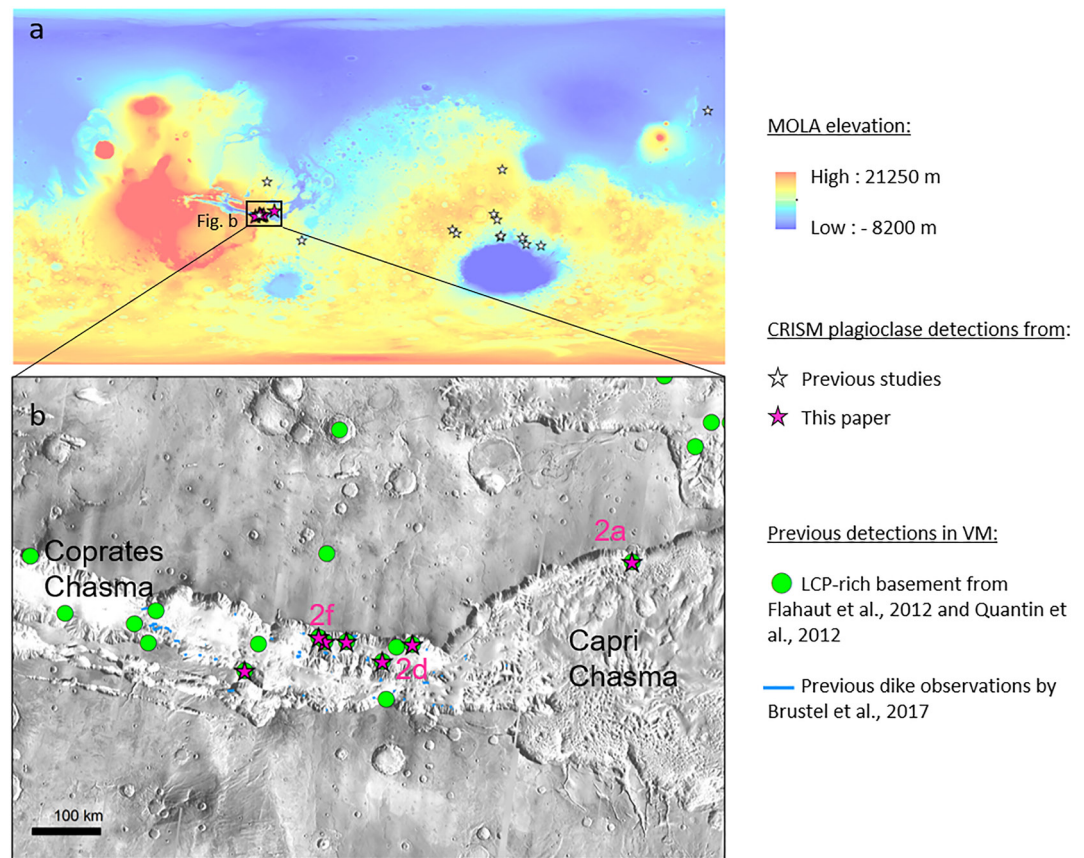 a
Fig. b
MOLA elevation:
High : 21250 m
Low : - 8200 m
CRISM plagioclase detections from:
Previous studies
This paper
b
2a
Coprates
Chasma
2f
2d
Capri
Chasma
100 km
Previous detections in VM:
LCP-rich basement from
Flahaut et al., 2012 and Quantin et
al., 2012
Previous dike observations by
Brustel et al., 2017